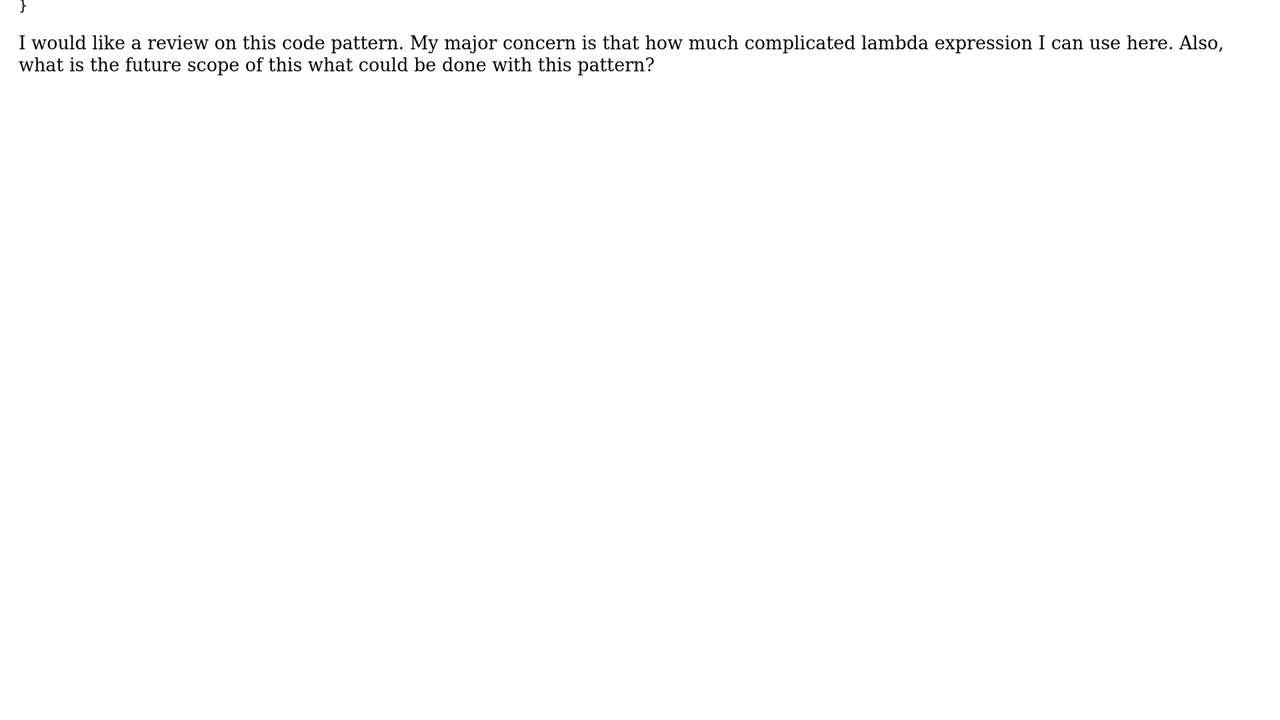 }
I would like a review on this code pattern. My major concern is that how much complicated lambda expression I can use here. Also,
what is the future scope of this what could be done with this pattern?